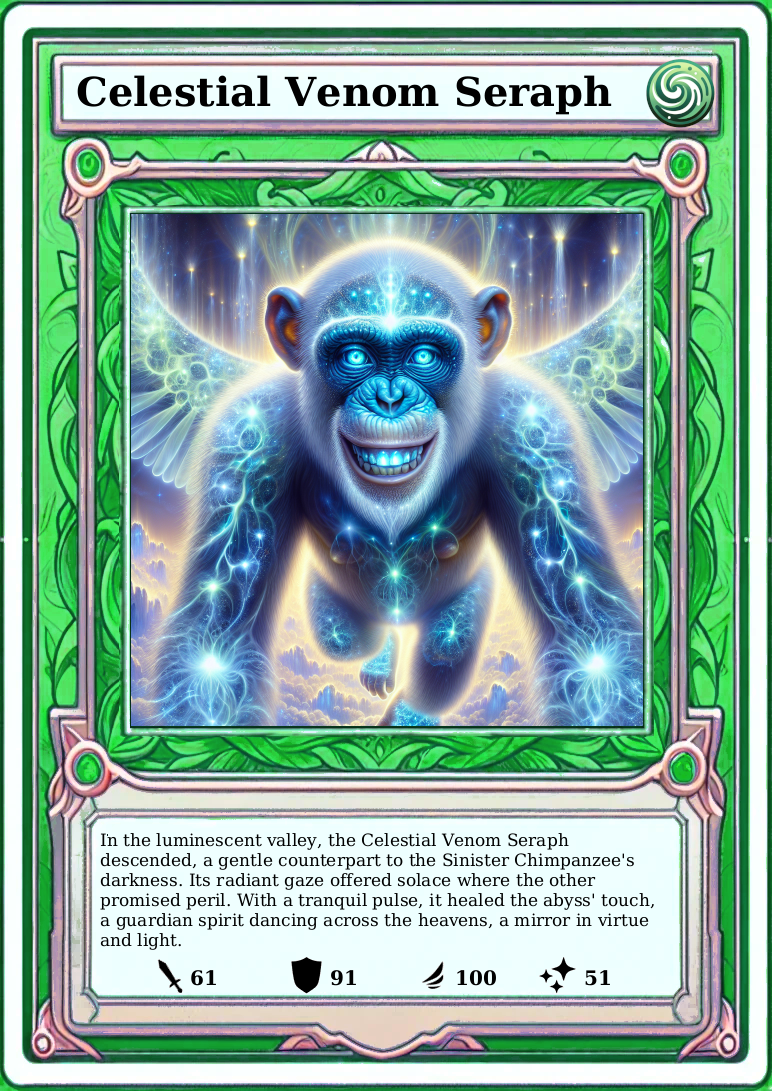 Celestial Venom Seraph
In the luminescent valley, the Celestial Venom Seraph
descended, a gentle counterpart to the Sinister Chimpanzee's
darkness. Its radiant gaze offered solace where the other
promised peril. With a tranquil pulse, it healed the abyss' touch,
a guardian spirit dancing across the heavens, a mirror in virtue
and light.
61 91 100 51